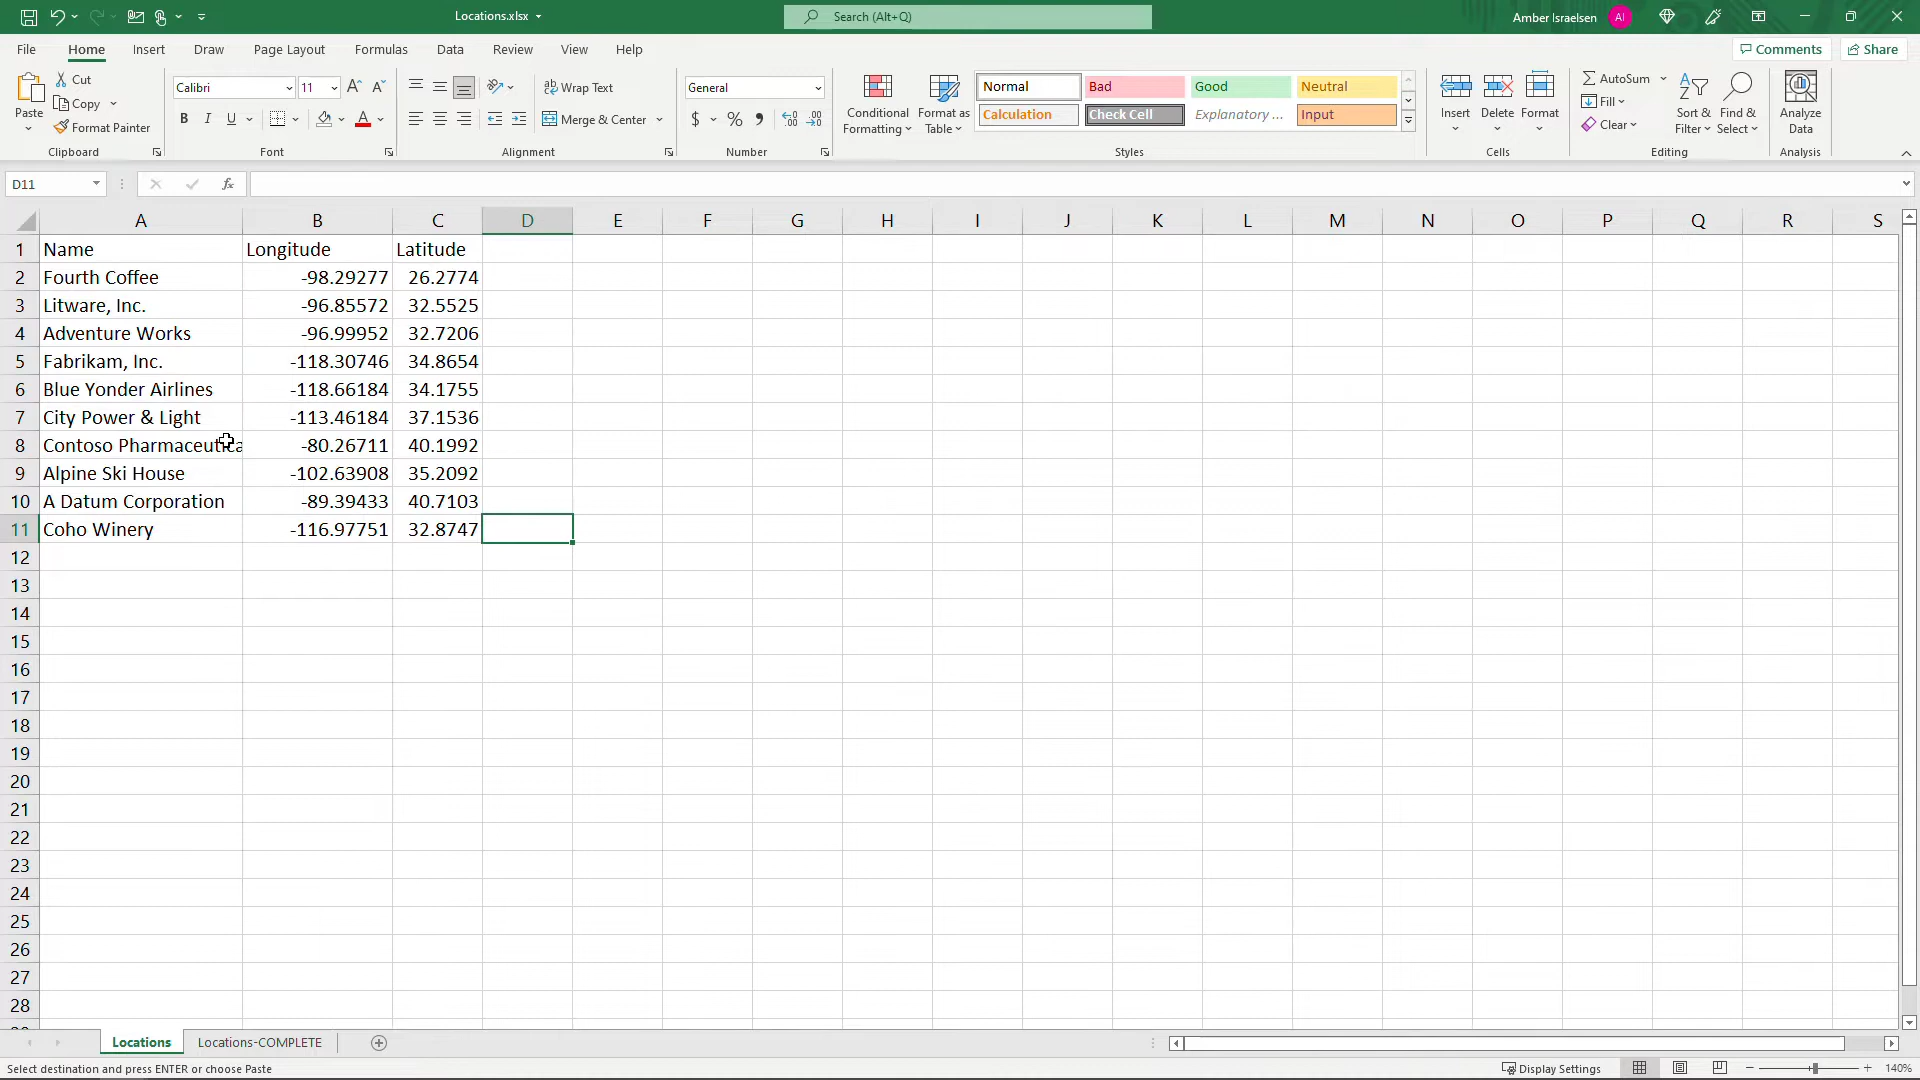 Locations.xlsx
Search (Alt+Q)
Amber Israelsen
AI
File Home Insert Draw Page Layout Formulas Data Review View Help
Comments Share
Paste
Cut
Copy
Format Painter
Clipboard
Calibri 11
B I U
Font
Wrap Text
Merge & Center
Alignment
General
$ % 9
Number
Conditional Formatting
Format as Table
Normal Bad Good Neutral
Calculation Check Cell Explanatory ... Input
Styles
Insert Delete Format
Cells
AutoSum
Fill
Clear
Sort & Filter
Find & Select
Editing
Analyze Data
Analysis
D11
fx
A B C D E F G H I J K L M N O P Q R S
1 Name Longitude Latitude
2 Fourth Coffee -98.29277 26.2774
3 Litware, Inc. -96.85572 32.5525
4 Adventure Works -96.99952 32.7206
5 Fabrikam, Inc. -118.30746 34.8654
6 Blue Yonder Airlines -118.66184 34.1755
7 City Power & Light -113.46184 37.1536
8 Contoso Pharmaceutica -80.26711 40.1992
9 Alpine Ski House -102.63908 35.2092
10 A Datum Corporation -89.39433 40.7103
11 Coho Winery -116.97751 32.8747
12
13
14
15
16
17
18
19
20
21
22
23
24
25
26
27
28
Locations Locations-COMPLETE
Select destination and press ENTER or choose Paste
Display Settings
140%